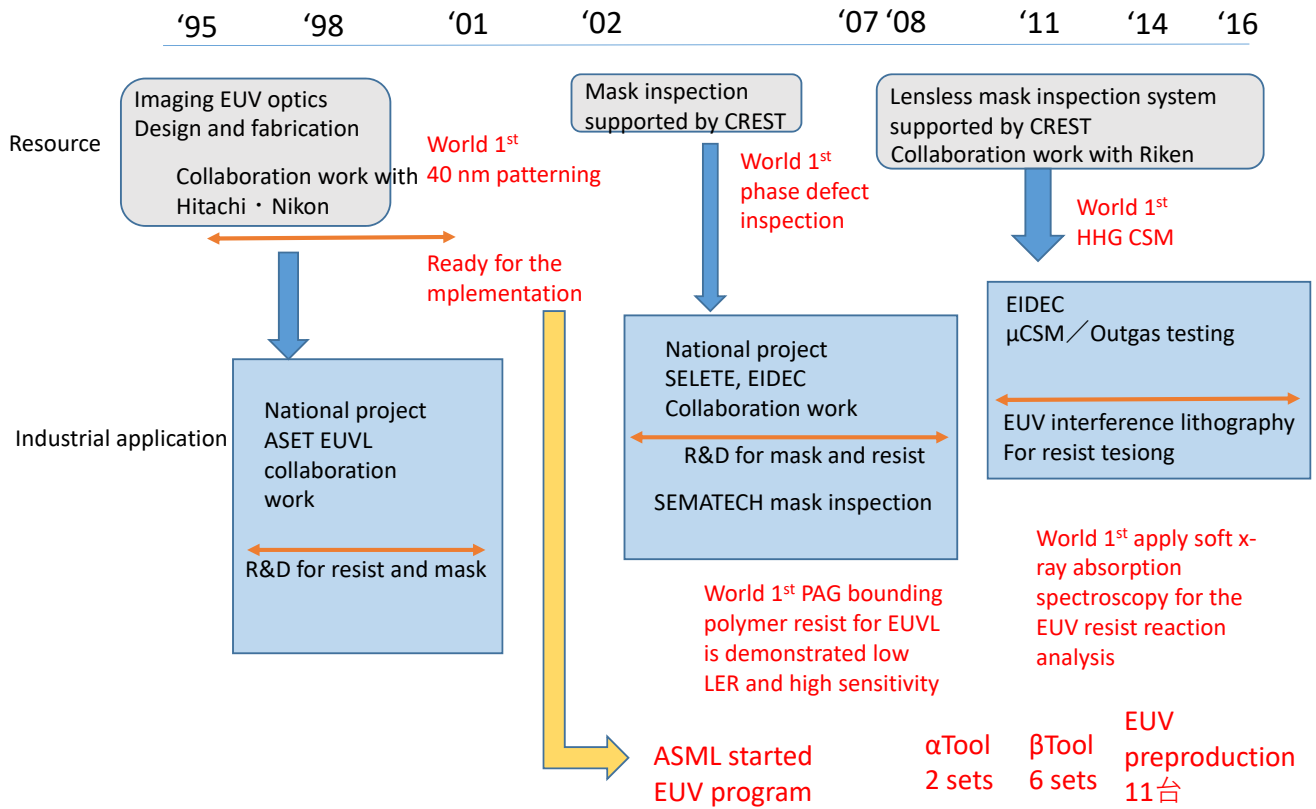 ‘95 ‘98 ‘01 ‘02 ‘07 ‘08 ‘11 ‘14 ‘16
Resource
Imaging EUV optics
Design and fabrication
Collaboration work with
Hitachi・Nikon
World 1st
40 nm patterning
Ready for the
mplementation
Mask inspection
supported by CREST
World 1st
phase defect
inspection
Lensless mask inspection system
supported by CREST
Collaboration work with Riken
World 1st
HHG CSM
Industrial application
National project
ASET EUVL
collaboration
work
R&D for resist and mask
National project
SELETE, EIDEC
Collaboration work
R&D for mask and resist
SEMATECH mask inspection
EIDEC
μCSM／Outgas testing
EUV interference lithography
For resist tesiong
World 1st PAG bounding
polymer resist for EUVL
is demonstrated low
LER and high sensitivity
World 1st apply soft x-
ray absorption
spectroscopy for the
EUV resist reaction
analysis
ASML started
EUV program
αTool
2 sets
βTool
6 sets
EUV
preproduction
11台